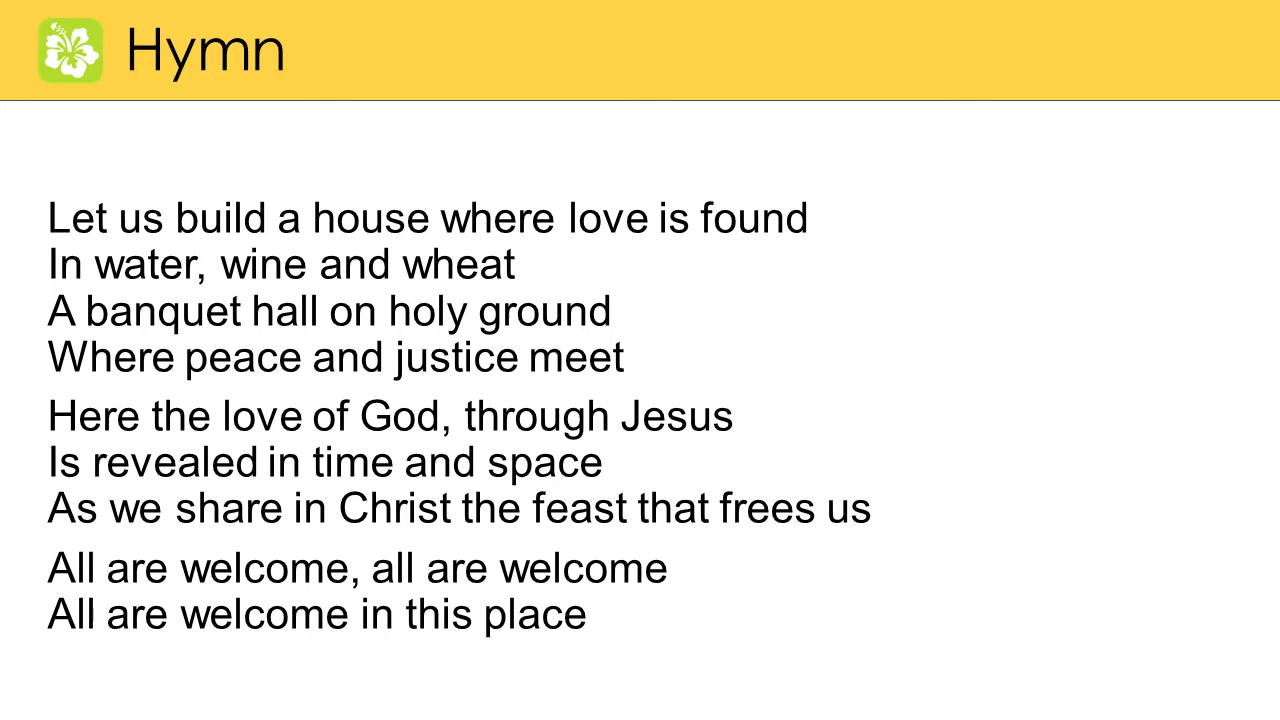 Hymn
Let us build a house where love is found
In water, wine and wheat
A banquet hall on holy ground
Where peace and justice meet
Here the love of God, through Jesus
Is revealed in time and space
As we share in Christ the feast that frees us
All are welcome, all are welcome
All are welcome in this place